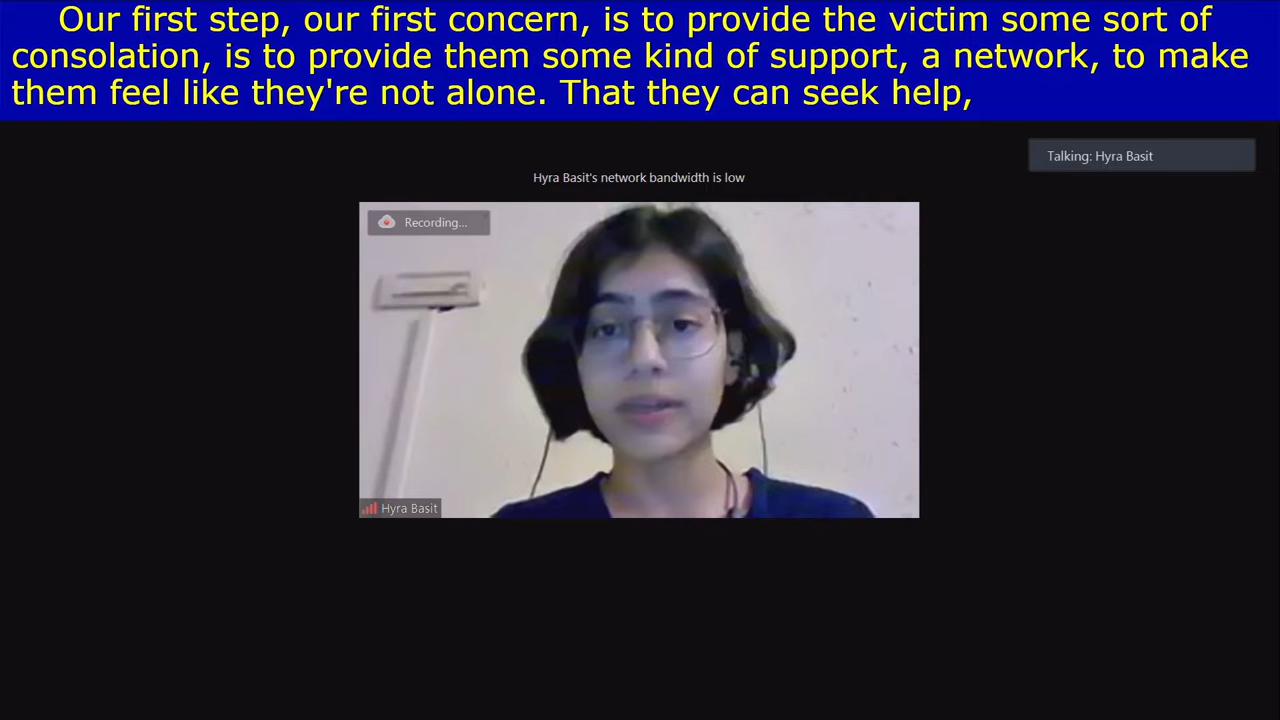 Our first step, our first concern, is to provide the victim some sort of
consolation, is to provide them some kind of support, a network, to make
them feel like they're not alone. That they can seek help,
Talking: Hyra Basit
Hyra Basit's network bandwidth is low
Recording...
Hyra Basit